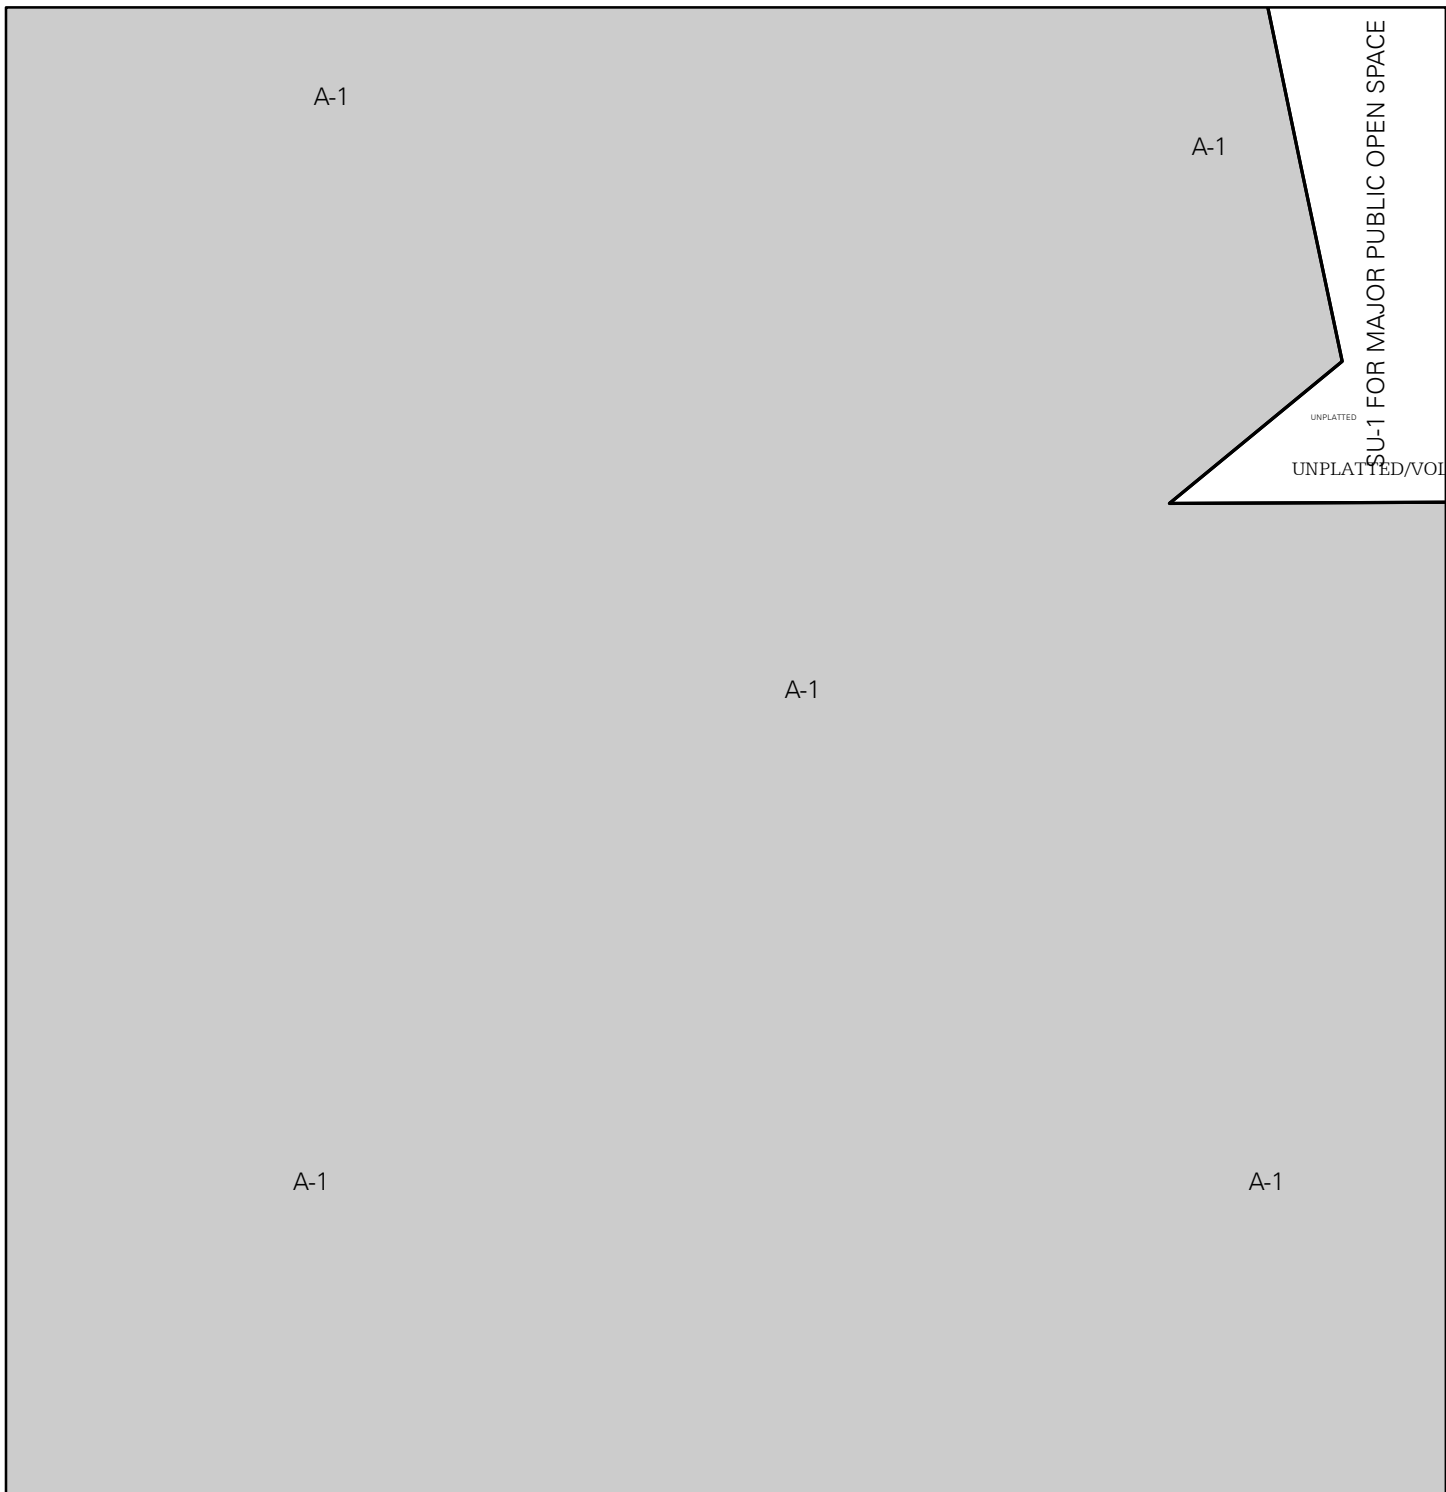 A-1
A-1
SU-1 FOR MAJOR PUBLIC OPEN SPACE
UNPLATTED
UNPLATTED/VOL
A-1
A-1
A-1